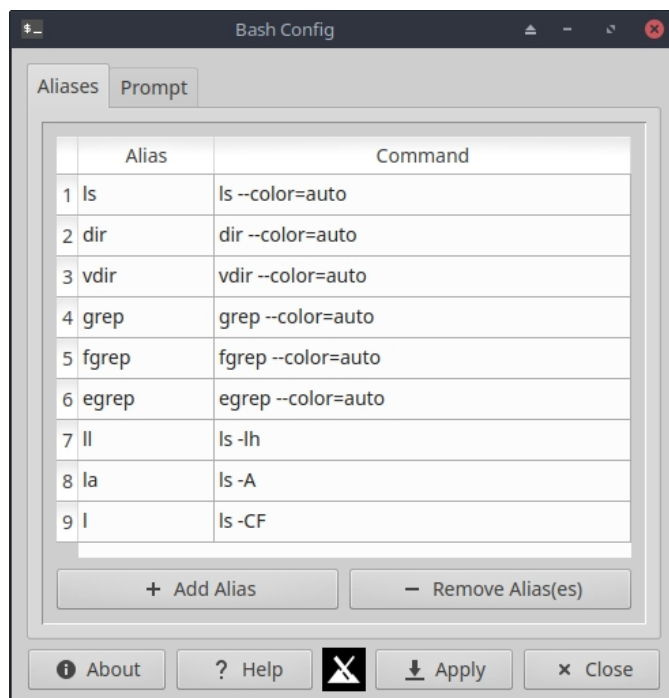 $_ Bash Config
Aliases Prompt
Alias Command
1 ls ls --color=auto
2 dir dir --color=auto
3 vdir vdir --color=auto
4 grep grep --color=auto
5 fgrep fgrep --color=auto
6 egrep egrep --color=auto
7 ll ls -lh
8 la ls -A
9 l ls -CF
+ Add Alias − Remove Alias(es)
About ? Help Apply × Close